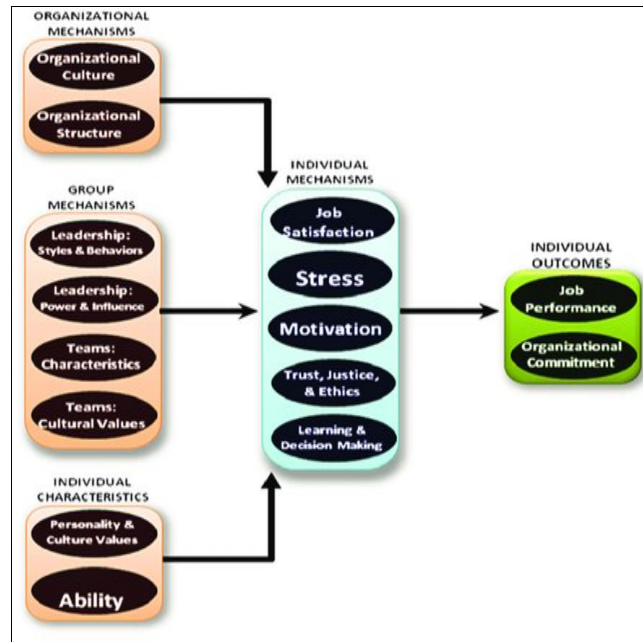 ORGANIZATIONAL
MECHANISMS
Organizational
Culture
Organizational
Structure
GROUP
MECHANISMS
Leadership:
Styles & Behaviors
Leadership:
Power & Influence
Teams:
Characteristics
Teams:
Cultural Values
INDIVIDUAL
CHARACTERISTICS
Personality &
Culture Values
Ability
INDIVIDUAL
MECHANISMS
Job
Satisfaction
Stress
Motivation
Trust, Justice,
& Ethics
Learning &
Decision Making
INDIVIDUAL
OUTCOMES
Job
Performance
Organizational
Commitment